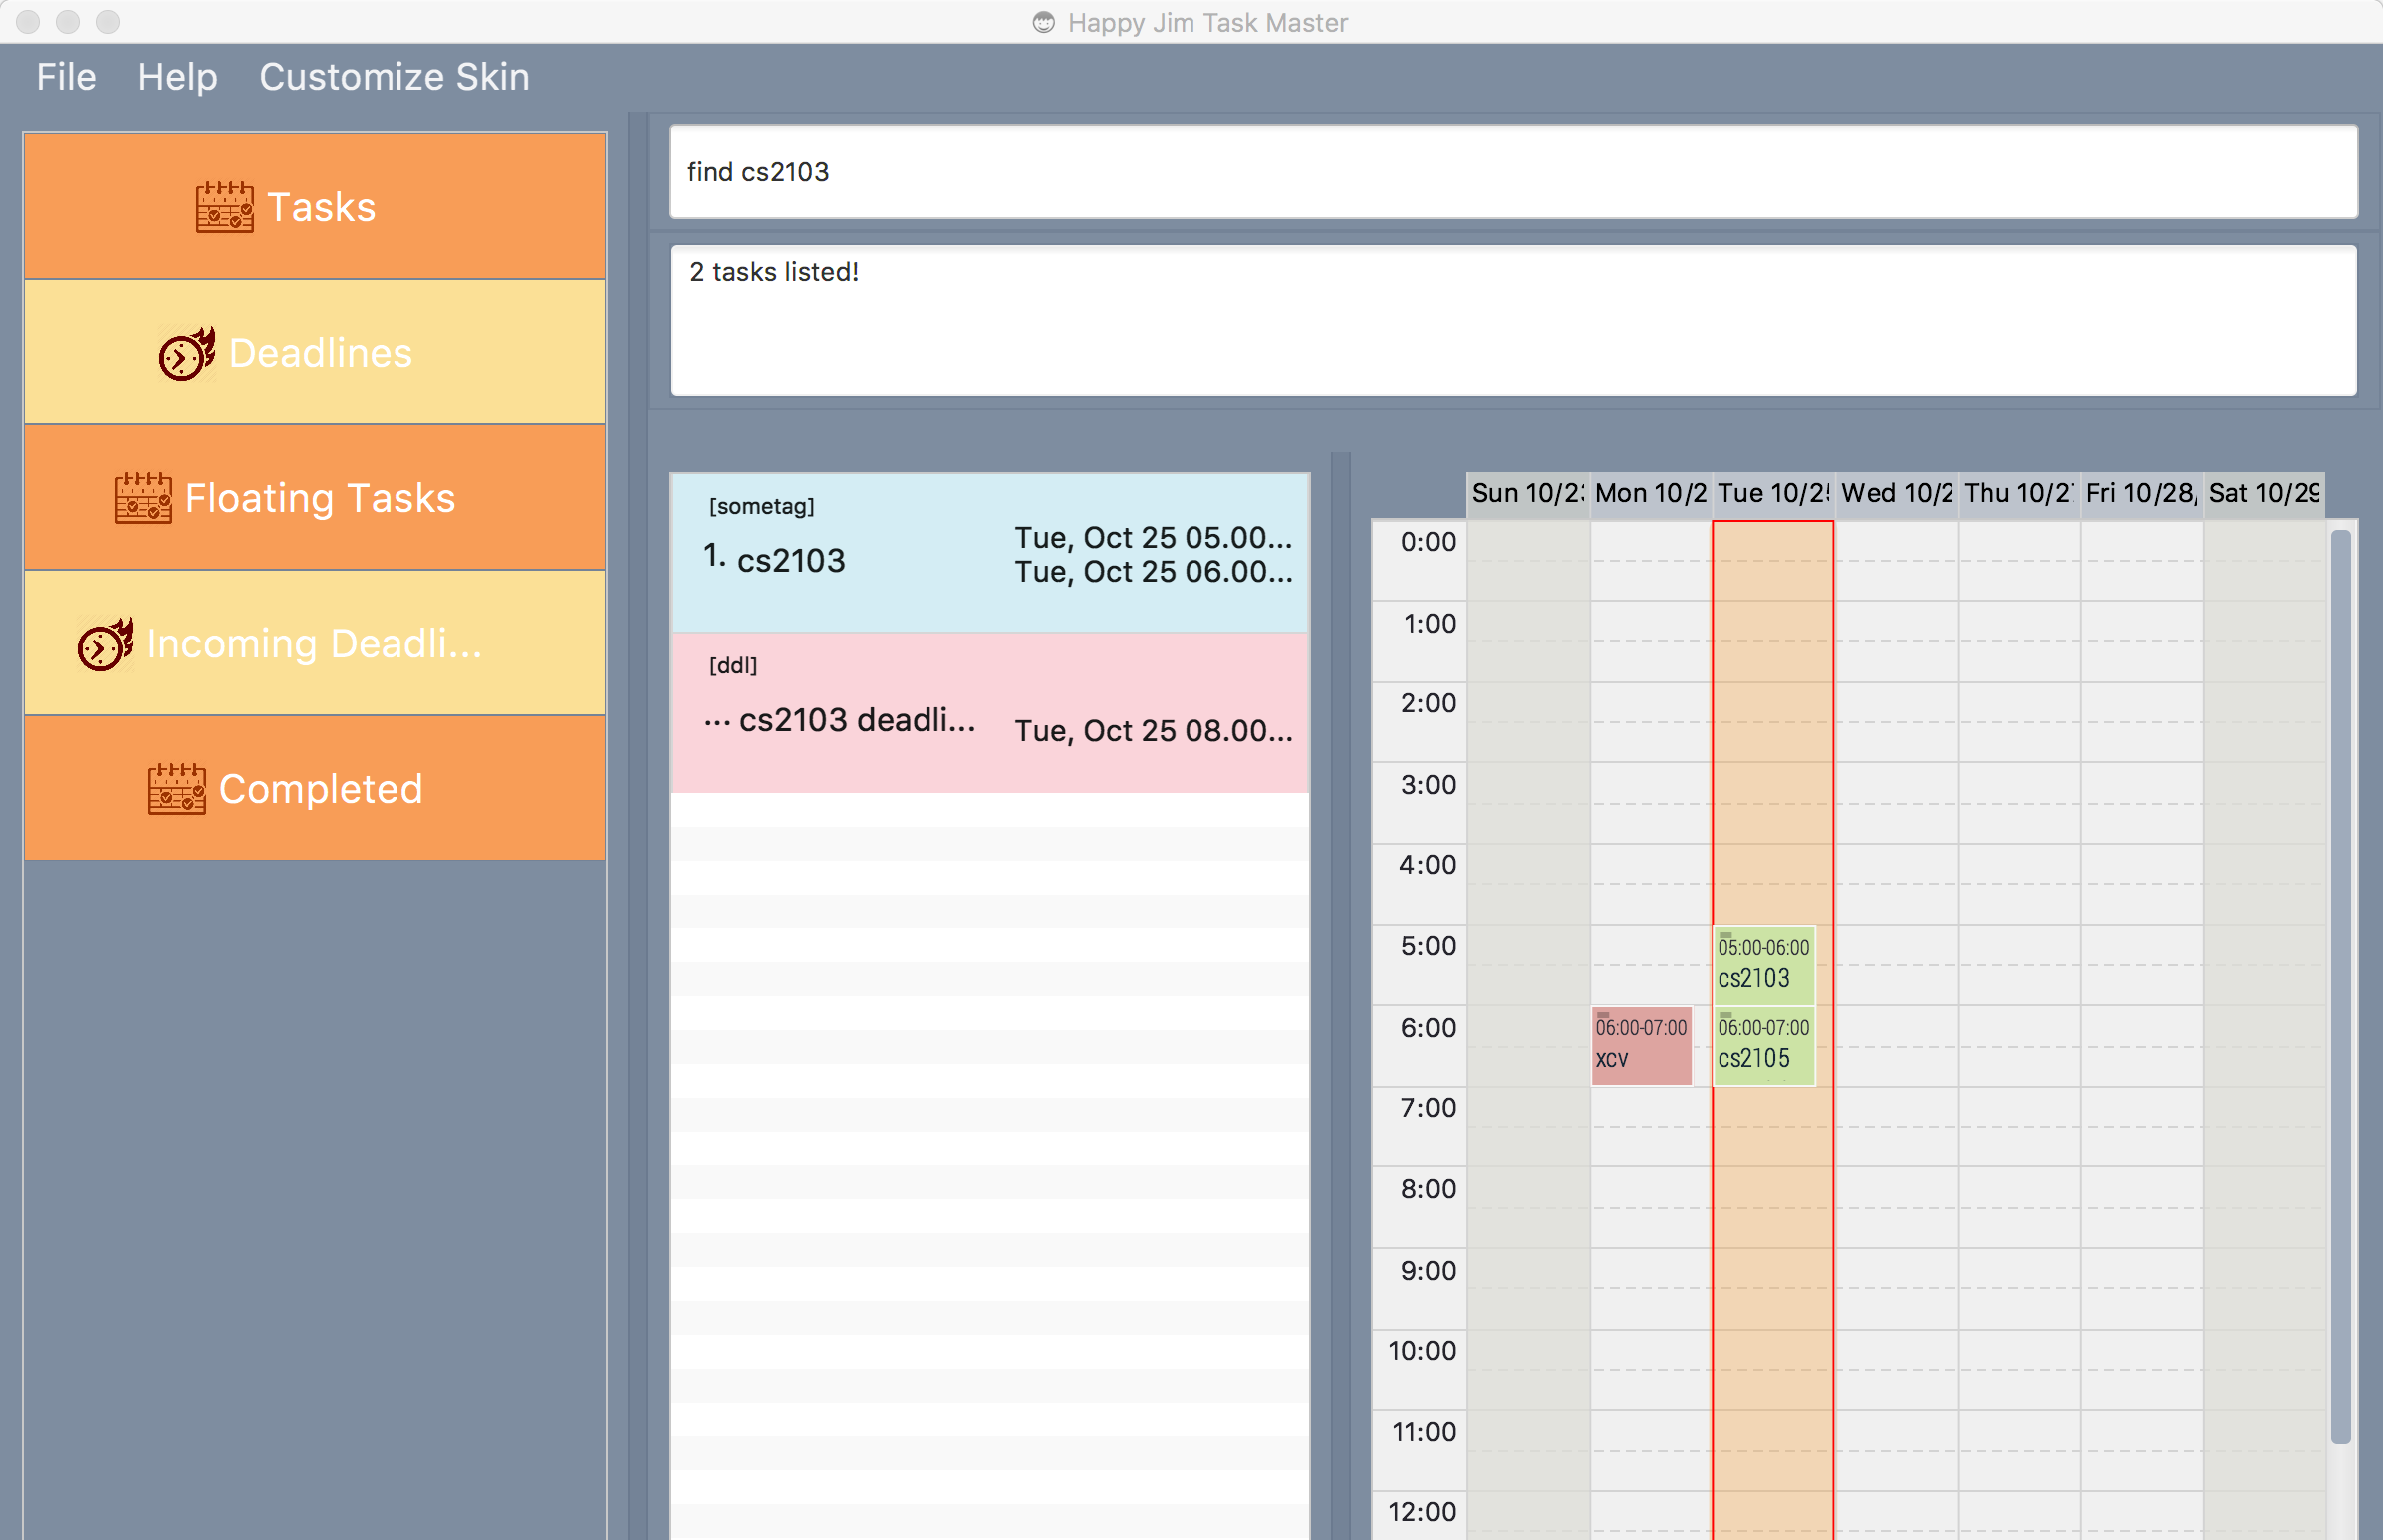 Happy Jim Task Master
File Help Customize Skin
Tasks
Deadlines
Floating Tasks
Incoming Deadli...
Completed
find cs2103
2 tasks listed!
[sometag]
1. cs2103
Tue, Oct 25 05.00...
Tue, Oct 25 06.00...
[ddl]
... cs2103 deadli...
Tue, Oct 25 08.00...
Sun 10/2 Mon 10/2 Tue 10/2 Wed 10/2 Thu 10/2 Fri 10/28, Sat 10/29
0:00
1:00
2:00
3:00
4:00
5:00
05:00-06:00
cs2103
6:00
06:00-07:00
xcv
06:00-07:00
cs2105
7:00
8:00
9:00
10:00
11:00
12:00